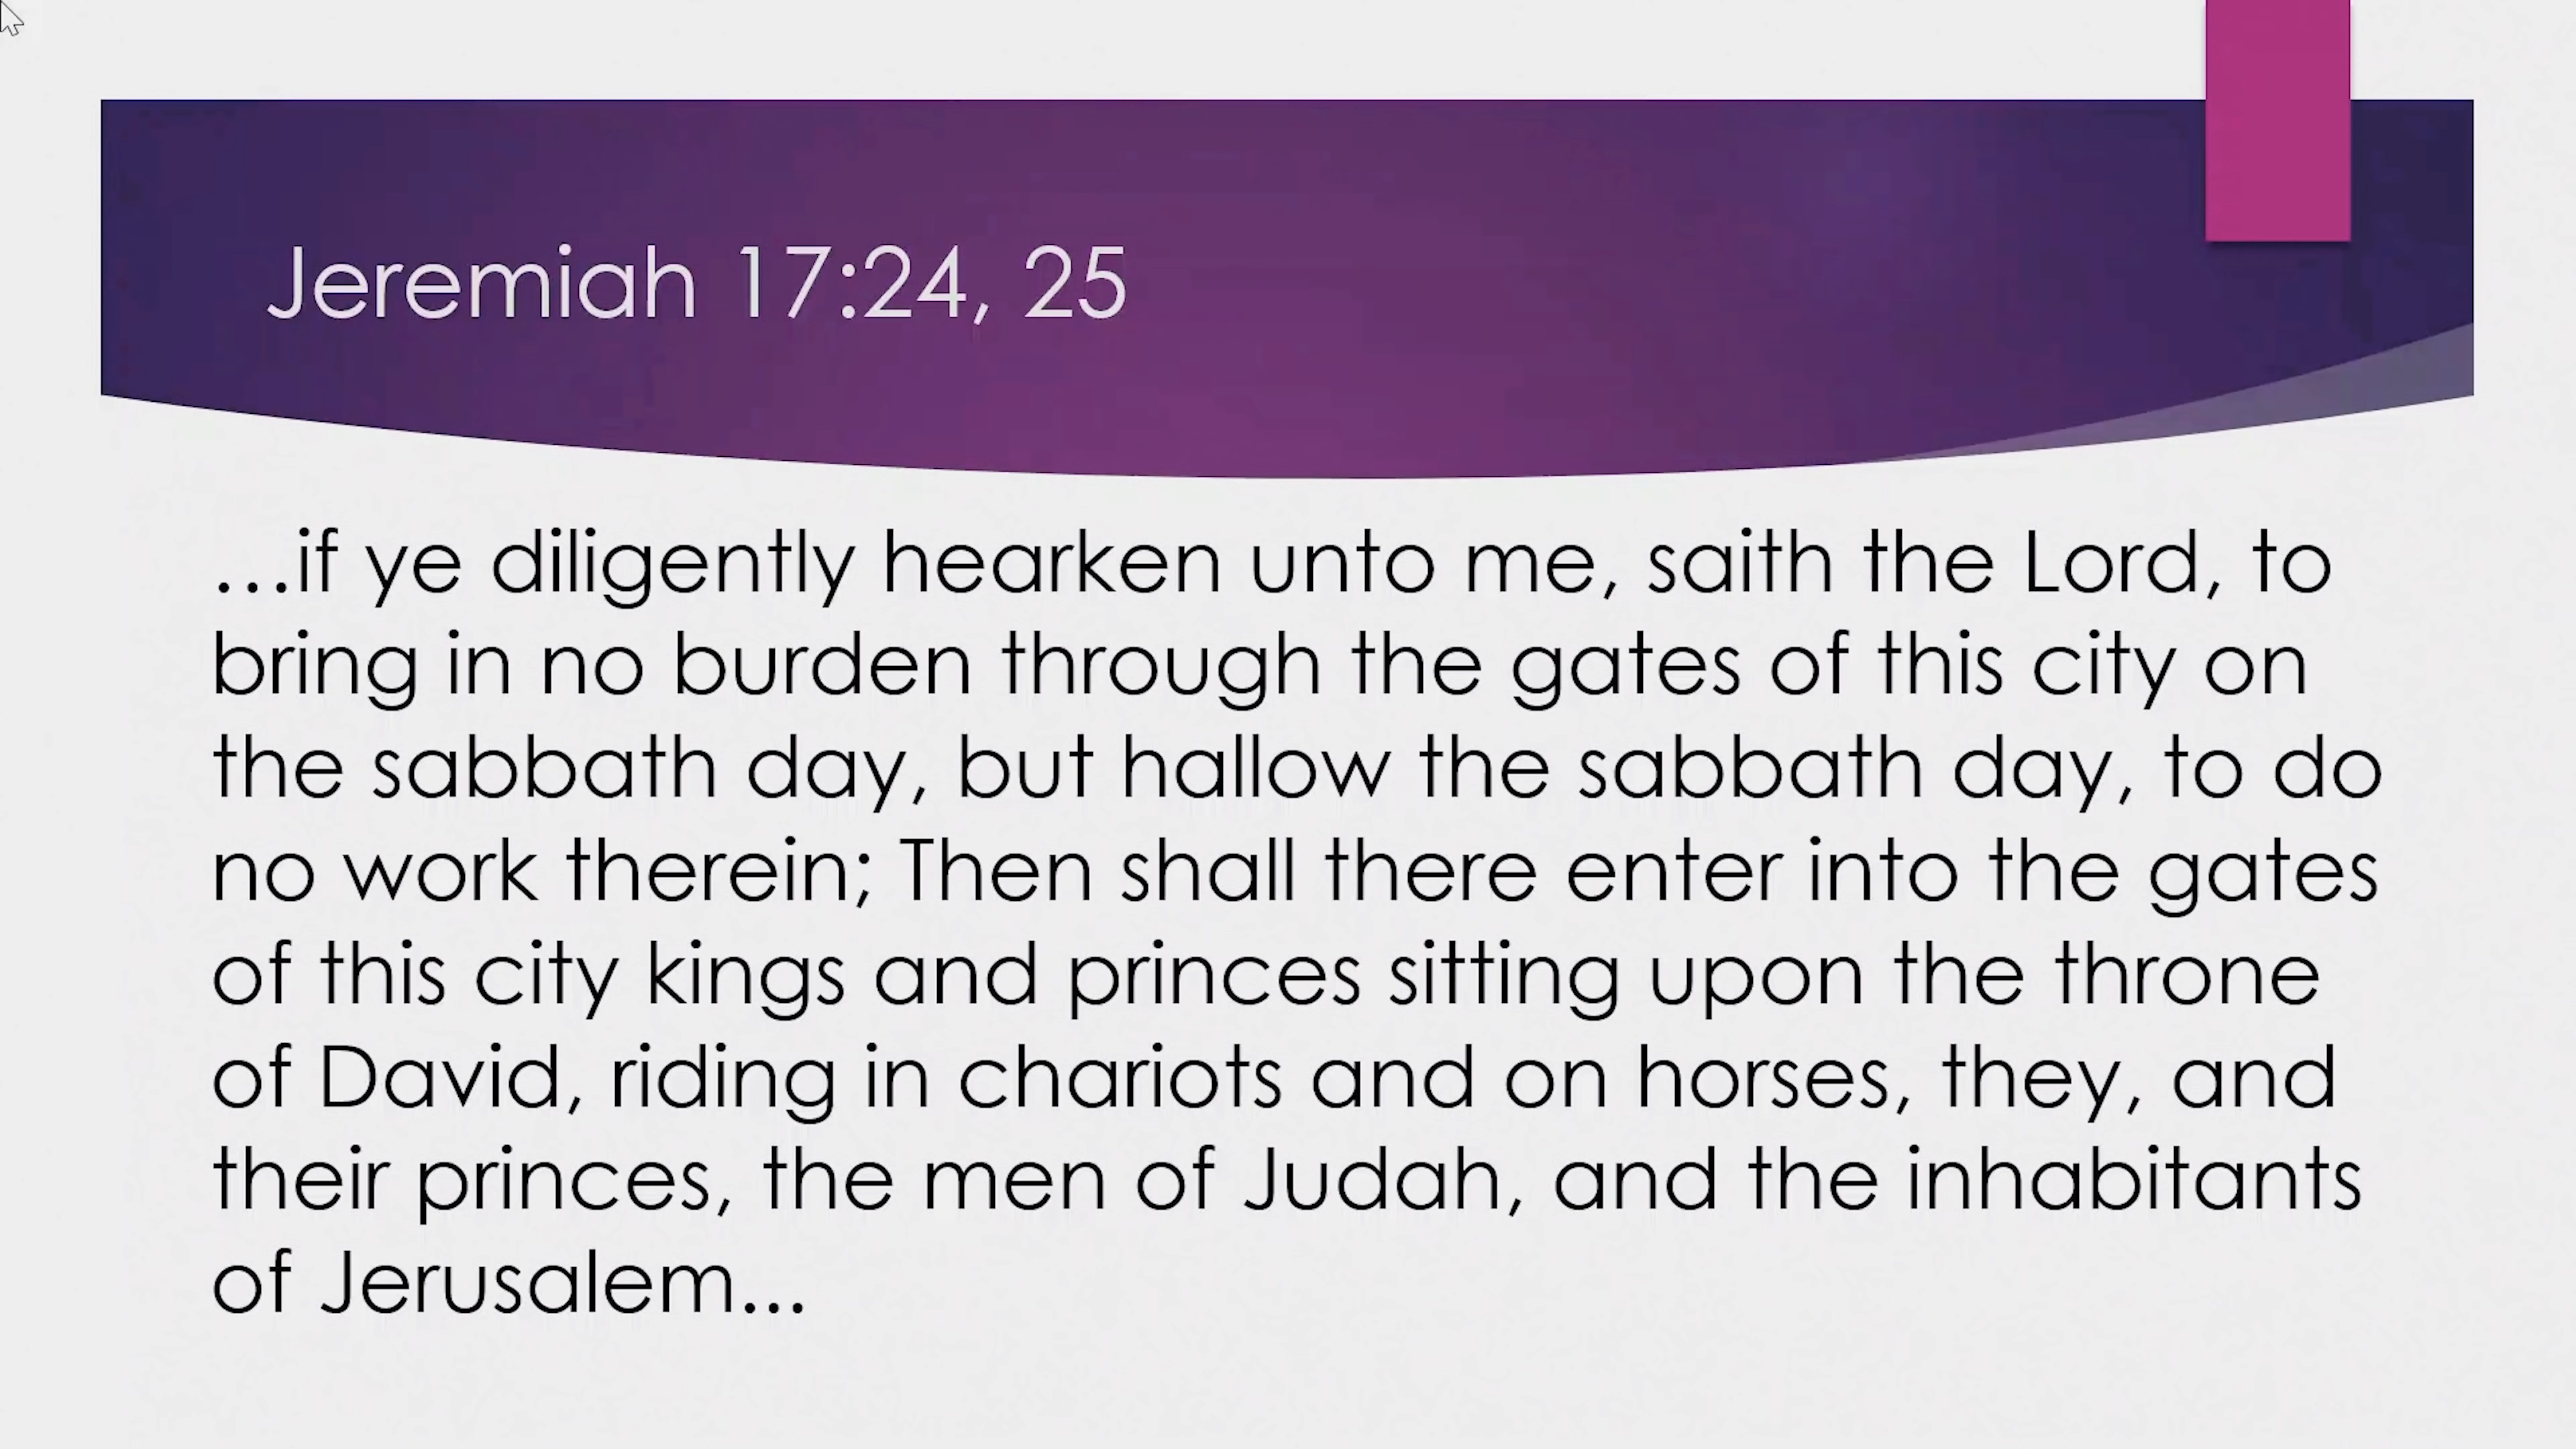 Jeremiah 17:24, 25
...if ye diligently hearken unto me, saith the Lord, to
bring in no burden through the gates of this city on
the sabbath day, but hallow the sabbath day, to do
no work therein; Then shall there enter into the gates
of this city kings and princes sitting upon the throne
of David, riding in chariots and on horses, they, and
their princes, the men of Judah, and the inhabitants
of Jerusalem...